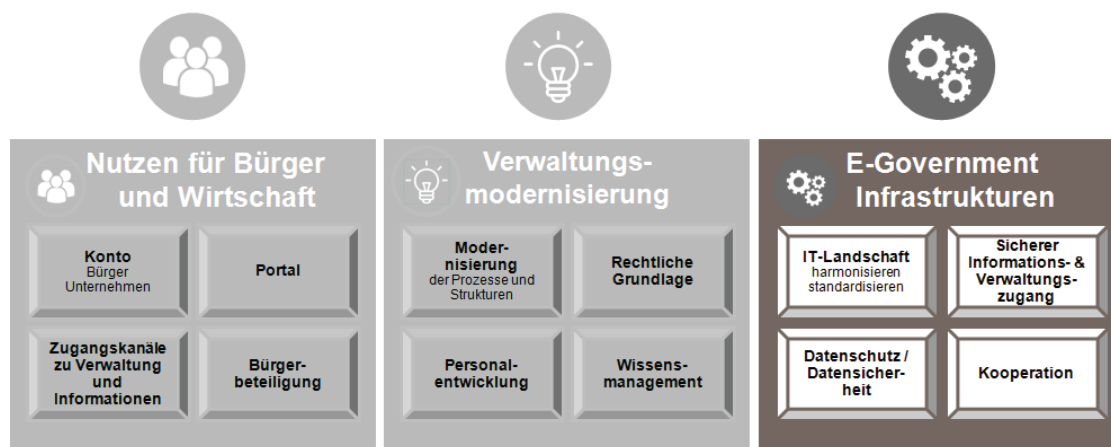 Nutzen für Bürger
und Wirtschaft
Konto
Bürger
Unternehmen
Portal
Zugangskanäle
zu Verwaltung
und
Informationen
Bürger-
beteiligung
Verwaltungs-
modernisierung
Moder-
nisierung
der Prozesse und
Strukturen
Rechtliche
Grundlage
Personal-
entwicklung
Wissens-
management
E-Government
Infrastrukturen
IT-Landschaft
harmonisieren
standardisieren
Sicherer
Informations- &
Verwaltungs-
zugang
Datenschutz /
Datensicher-
heit
Kooperation